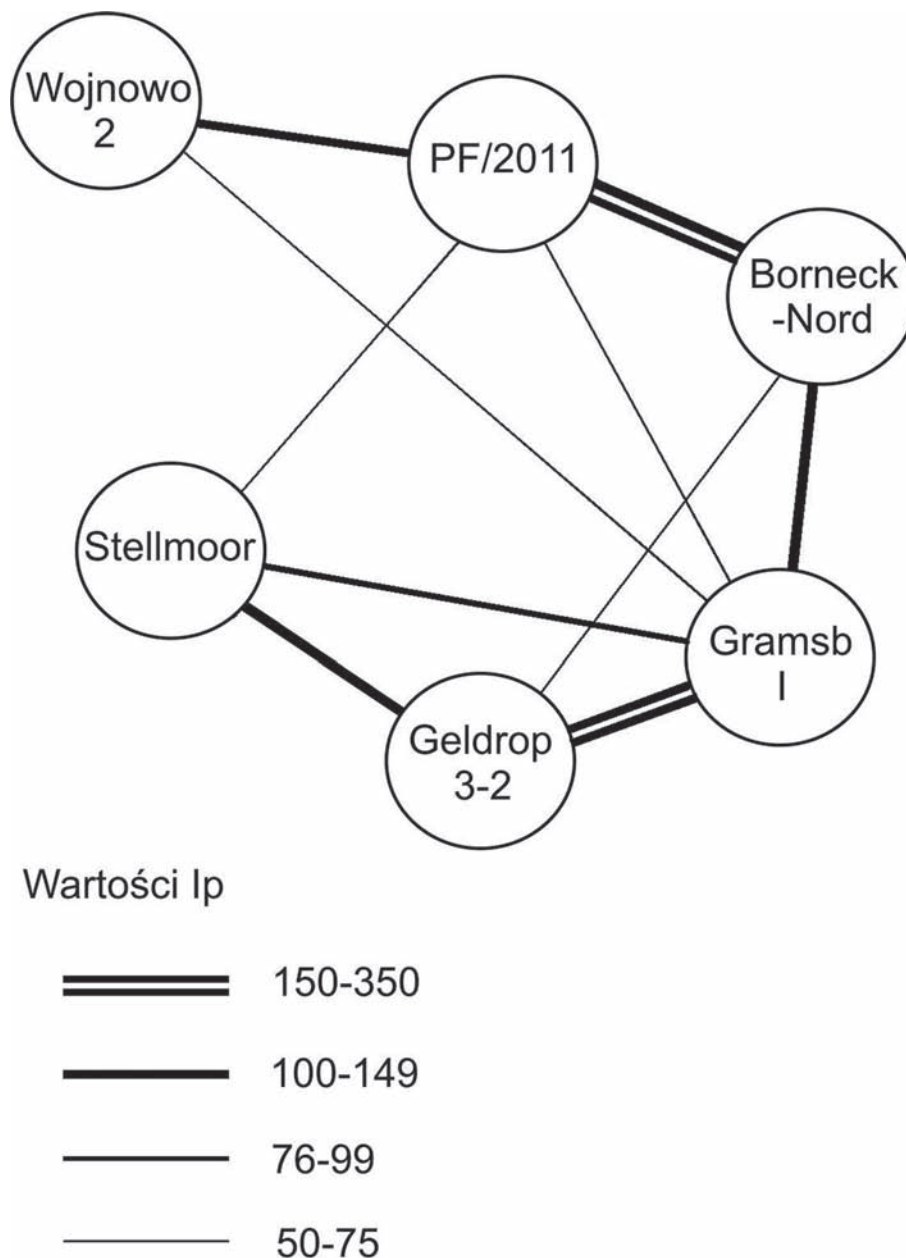 Wojnowo
2
PF/2011
Borneck
-Nord
Stellmoor
Gramsb
I
Geldrop
3-2
Wartości Ip
150-350
100-149
76-99
50-75